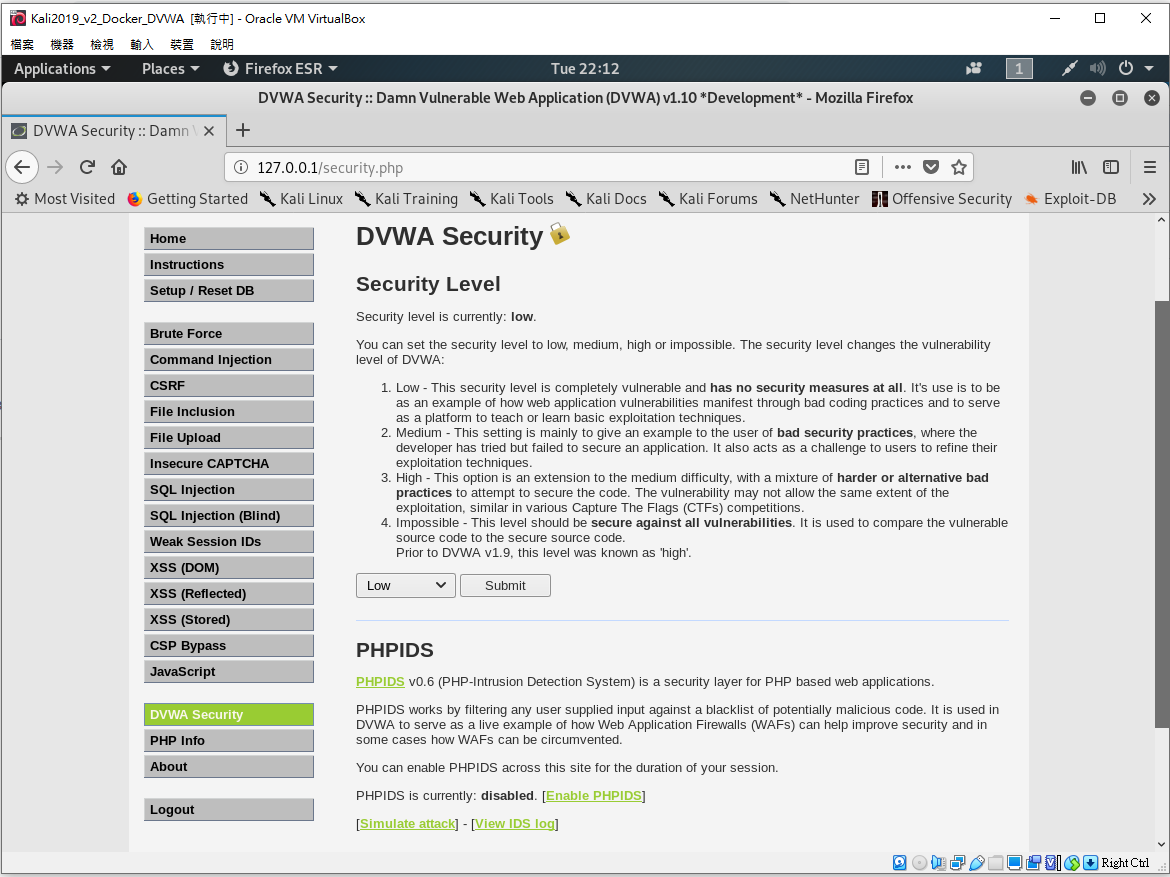 Kali2019_v2_Docker_DVWA [執行中] - Oracle VM VirtualBox
檔案 機器 檢視 輸入 裝置 說明
Applications Places Firefox ESR Tue 22:12 1
DVWA Security :: Damn Vulnerable Web Application (DVWA) v1.10 *Development* - Mozilla Firefox
DVWA Security :: Damn V
127.0.0.1/security.php
Most Visited Getting Started Kali Linux Kali Training Kali Tools Kali Docs Kali Forums NetHunter Offensive Security Exploit-DB
Home
Instructions
Setup / Reset DB
Brute Force
Command Injection
CSRF
File Inclusion
File Upload
Insecure CAPTCHA
SQL Injection
SQL Injection (Blind)
Weak Session IDs
XSS (DOM)
XSS (Reflected)
XSS (Stored)
CSP Bypass
JavaScript
DVWA Security
PHP Info
About
Logout
DVWA Security
Security Level
Security level is currently: low.
You can set the security level to low, medium, high or impossible. The security level changes the vulnerability
level of DVWA:
1. Low - This security level is completely vulnerable and has no security measures at all. It's use is to be
as an example of how web application vulnerabilities manifest through bad coding practices and to serve
as a platform to teach or learn basic exploitation techniques.
2. Medium - This setting is mainly to give an example to the user of bad security practices, where the
developer has tried but failed to secure an application. It also acts as a challenge to users to refine their
exploitation techniques.
3. High - This option is an extension to the medium difficulty, with a mixture of harder or alternative bad
practices to attempt to secure the code. The vulnerability may not allow the same extent of the
exploitation, similar in various Capture The Flags (CTFs) competitions.
4. Impossible - This level should be secure against all vulnerabilities. It is used to compare the vulnerable
source code to the secure source code.
Prior to DVWA v1.9, this level was known as 'high'.
Low Submit
PHPIDS
PHPIDS v0.6 (PHP-Intrusion Detection System) is a security layer for PHP based web applications.
PHPIDS works by filtering any user supplied input against a blacklist of potentially malicious code. It is used in
DVWA to serve as a live example of how Web Application Firewalls (WAFs) can help improve security and in
some cases how WAFs can be circumvented.
You can enable PHPIDS across this site for the duration of your session.
PHPIDS is currently: disabled. [Enable PHPIDS]
[Simulate attack] - [View IDS log]
Right Ctrl